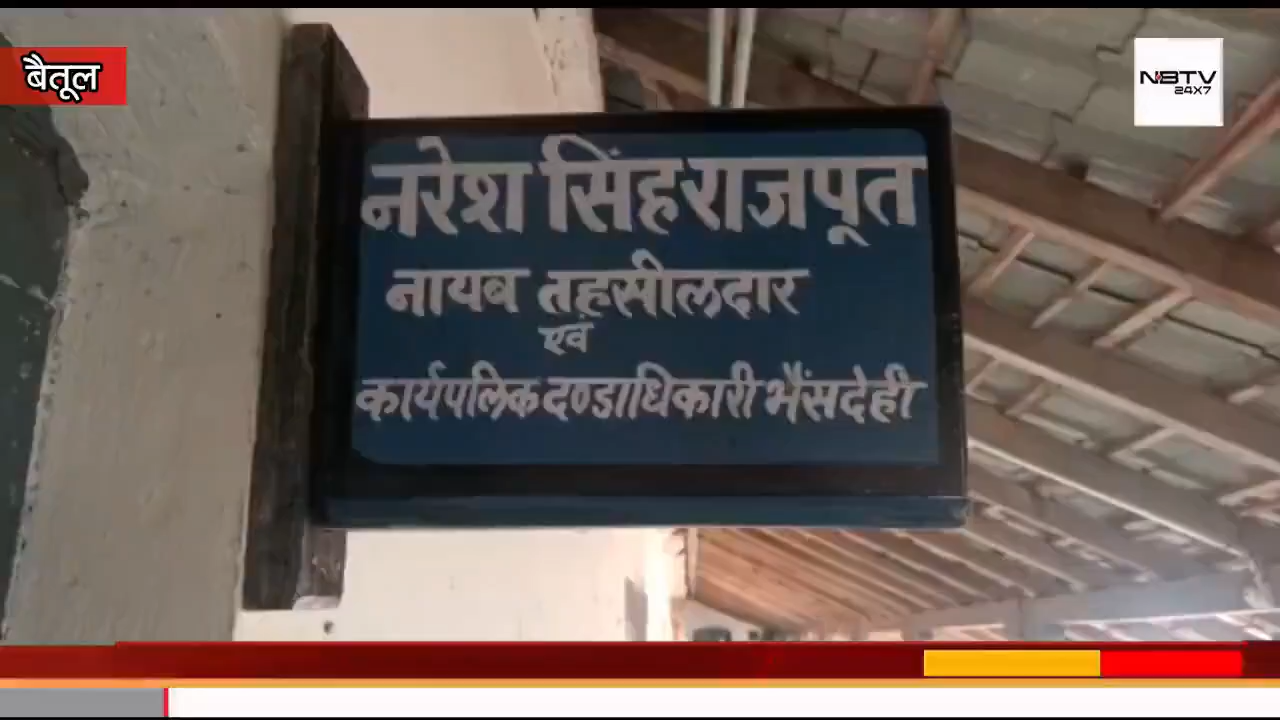 बैतूल
NBTV
24X7
नरेश सिंह राजपूत
नायब तहसीलदार
एवं
कार्यपलिक दण्डाधिकारी भैंसदेही